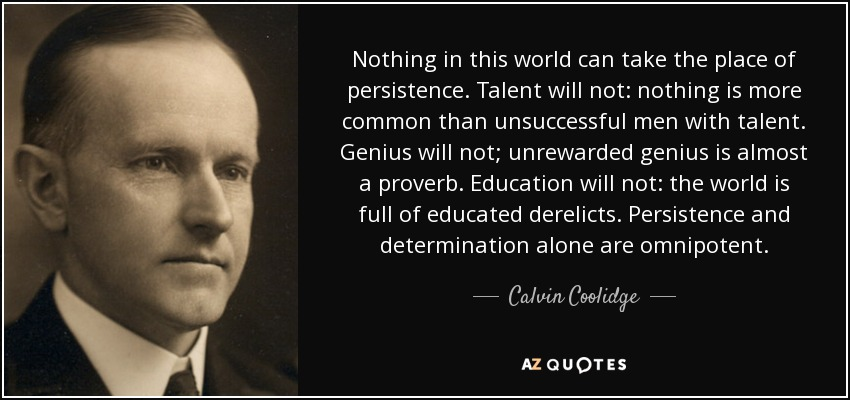 Nothing in this world can take the place of
persistence. Talent will not: nothing is more
common than unsuccessful men with talent.
Genius will not; unrewarded genius is almost
a proverb. Education will not: the world is
full of educated derelicts. Persistence and
determination alone are omnipotent.
Calvin Coolidge
AZ QUOTES